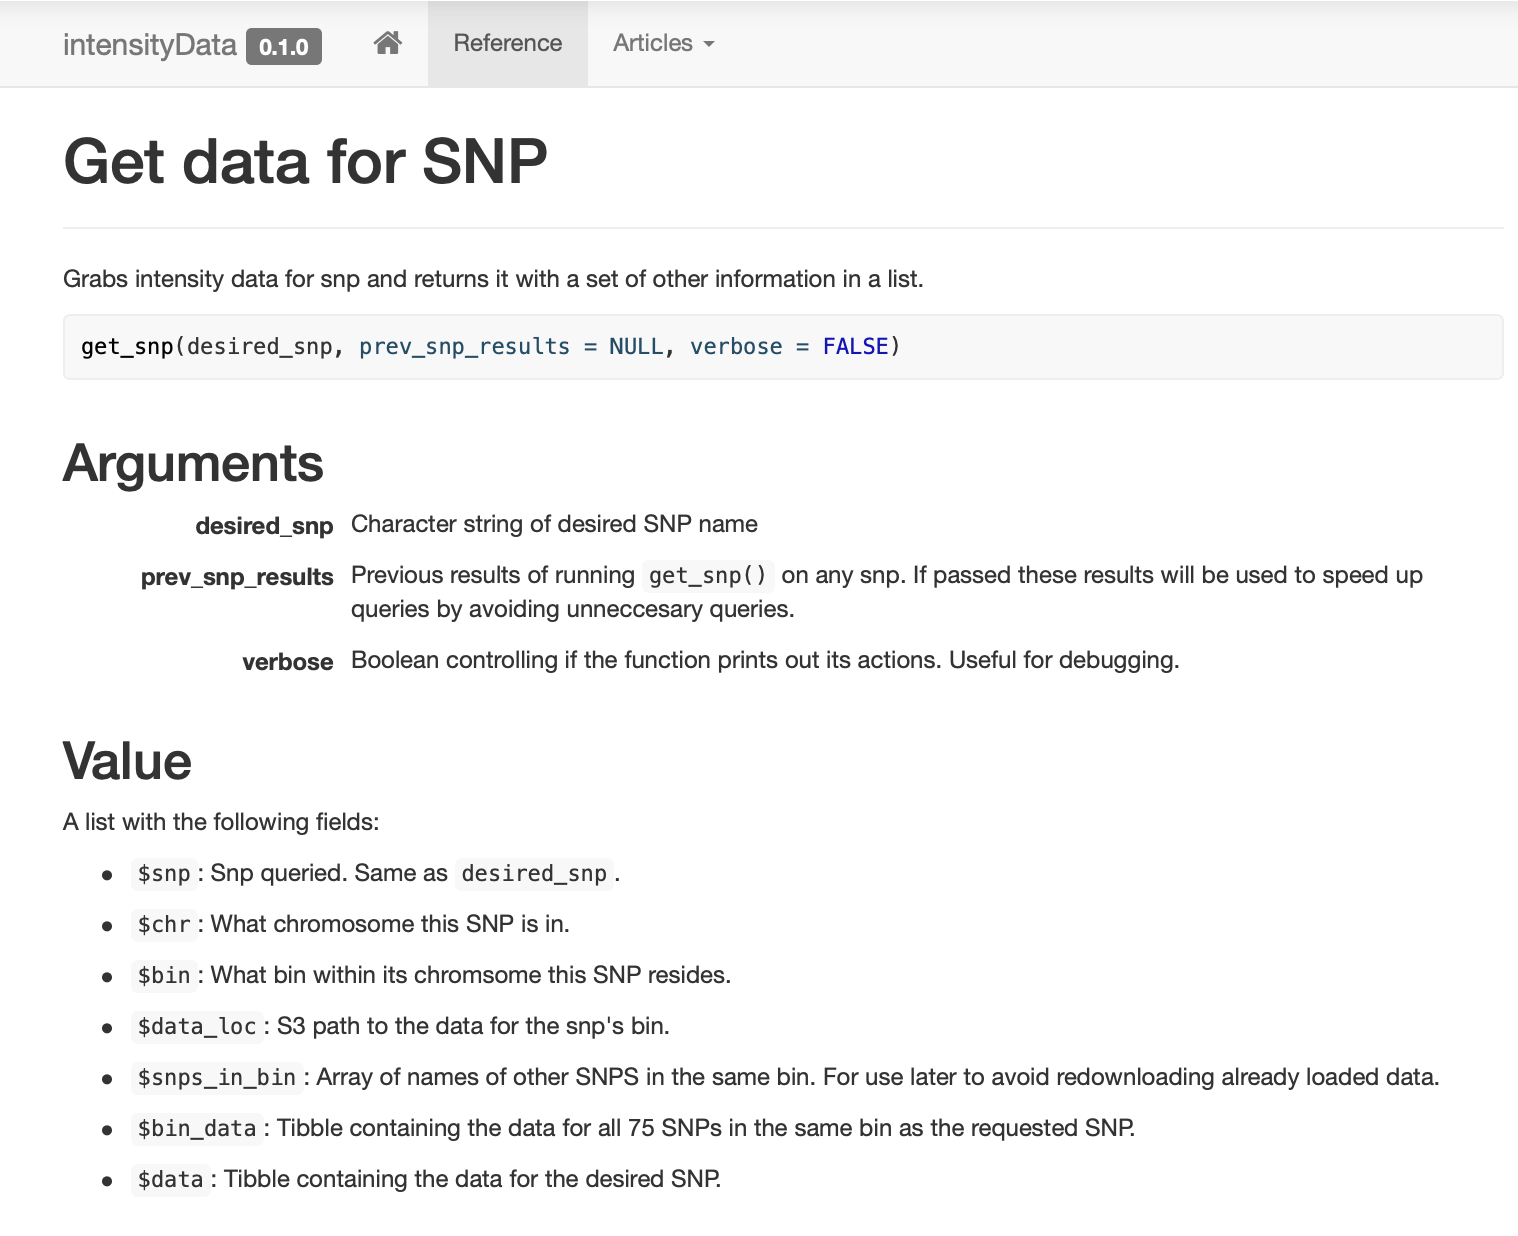 intensityData 0.1.0 Reference Articles
Get data for SNP
Grabs intensity data for snp and returns it with a set of other information in a list.
get_snp(desired_snp, prev_snp_results = NULL, verbose = FALSE)
Arguments
desired_snp Character string of desired SNP name
prev_snp_results Previous results of running get_snp() on any snp. If passed these results will be used to speed up
queries by avoiding unneccesary queries.
verbose Boolean controlling if the function prints out its actions. Useful for debugging.
Value
A list with the following fields:
• $snp: Snp queried. Same as desired_snp.
• $chr: What chromosome this SNP is in.
• $bin: What bin within its chromsome this SNP resides.
• $data_loc: S3 path to the data for the snp's bin.
• $snps_in_bin: Array of names of other SNPS in the same bin. For use later to avoid redownloading already loaded data.
• $bin_data: Tibble containing the data for all 75 SNPs in the same bin as the requested SNP.
• $data: Tibble containing the data for the desired SNP.